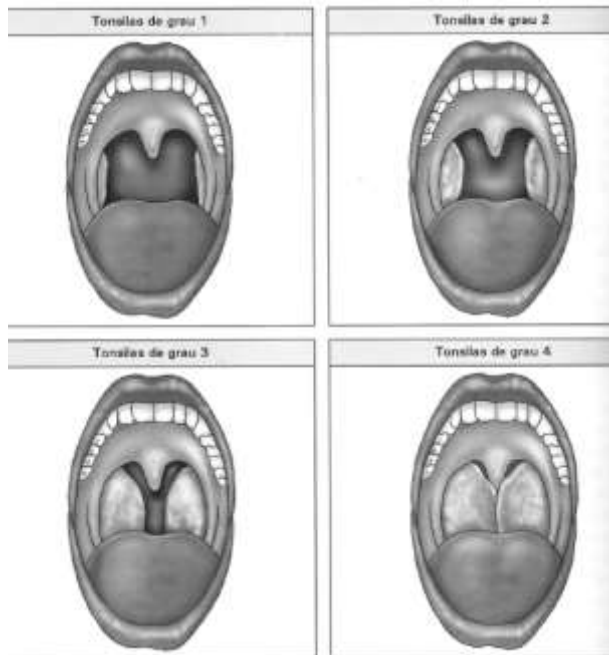 Tonsilas de grau 1
Tonsilas de grau 2
Tonsilas de grau 3
Tonsilas de grau 4